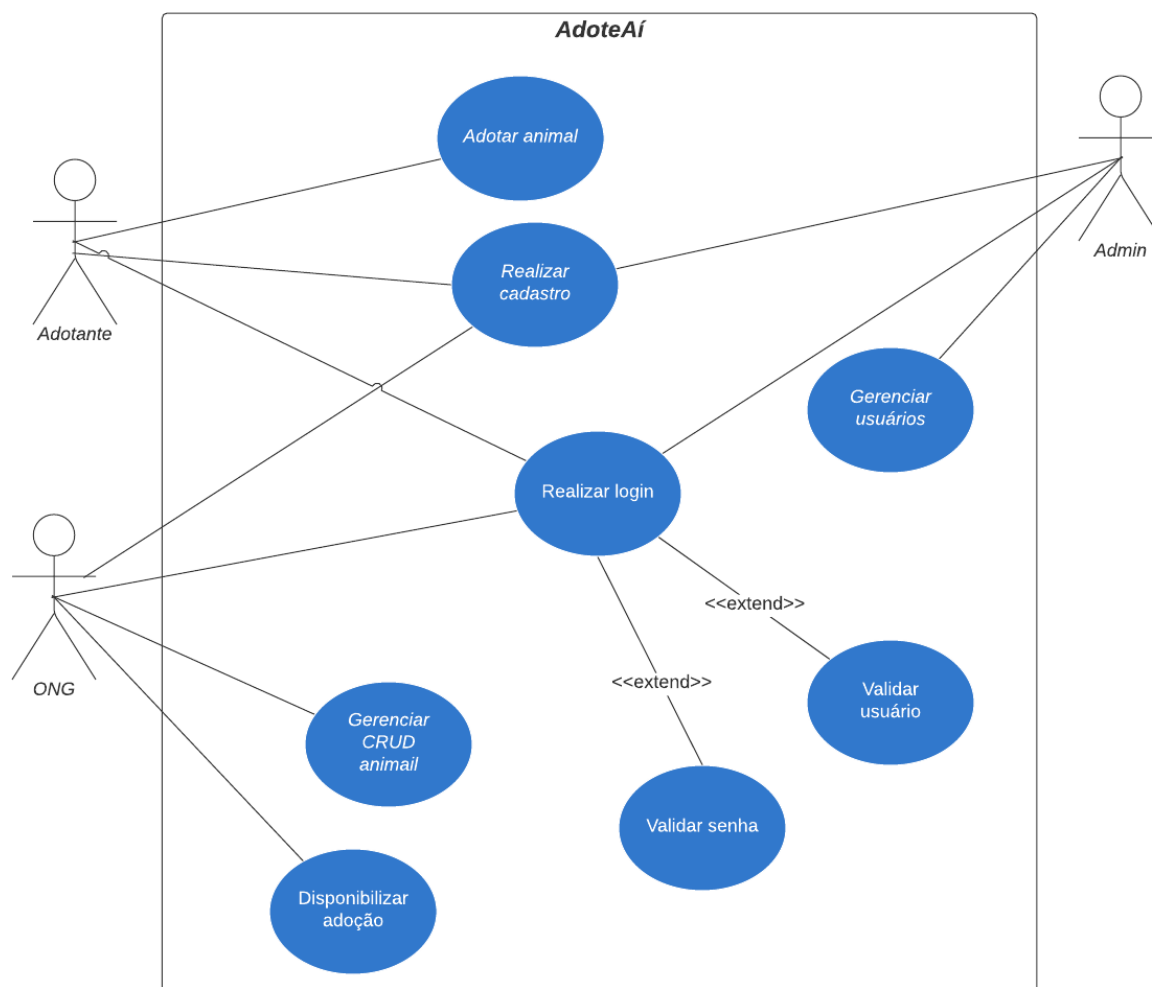 AdoteAí
Adotar animal
Adotante
Realizar
cadastro
Admin
Gerenciar
usuários
Realizar login
<<extend>>
<<extend>>
ONG
Gerenciar
CRUD
animail
Validar
usuário
Validar senha
Disponibilizar
adoção